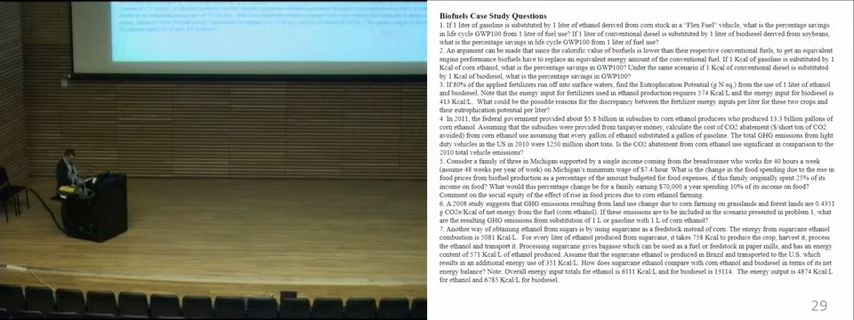 Biofuels Case Study Questions
1. If 1 liter of gasoline is substituted by 1 liter of ethanol derived from corn stock in a "Flex Fuel" vehicle, what is the percentage savings
in life cycle GWP100 from 1 liter of fuel use? If 1 liter of conventional diesel is substituted by 1 liter of biodiesel derived from soybeans,
what is the percentage savings in life cycle GWP100 from 1 liter of fuel use?
2. An argument can be made that since the calorific value of biofuels is lower than their respective conventional fuels, to get an equivalent
engine performance biofuels have to replace an equivalent energy amount of the conventional fuel. If 1 Kcal of gasoline is substituted by 1
Kcal of corn ethanol, what is the percentage savings in GWP100? Under the same scenario if 1 Kcal of conventional diesel is substituted
by 1 Kcal of biodiesel, what is the percentage savings in GWP100?
3. If 80% of the applied fertilizers run off into surface waters, find the Eutrophication Potential (g N eq.) from the use of 1 liter of ethanol
and biodiesel. Note that the energy input for fertilizers used in ethanol production requires 574 Kcal/L and the energy input for biodiesel is
413 Kcal/L. What could be the possible reasons for the discrepancy between the fertilizer energy inputs per liter for these two crops and
their eutrophication potential per liter?
4. In 2011, the federal government provided about $5.8 billion in subsidies to corn ethanol producers who produced 13.3 billion gallons of
corn ethanol. Assuming that the subsidies were provided from taxpayer money, calculate the cost of CO2 abatement ($/short ton of CO2
avoided) from corn ethanol use assuming that every gallon of ethanol substituted a gallon of gasoline. The total GHG emissions from light
duty vehicles in the US in 2010 were 1250 million short tons. Is the CO2 abatement from corn ethanol use significant in comparison to the
2010 total vehicle emissions?
5. Consider a family of three in Michigan supported by a single income coming from the breadwinner who works for 40 hours a week
(assume 48 weeks per year of work) on Michigan's minimum wage of $7.4 hour. What is the change in the food spending due to the rise in
food prices from biofuel production as a percentage of the amount budgeted for food expenses, if this family originally spent 25% of its
income on food? What would this percentage change be for a family earning $70,000 a year spending 10% of its income on food?
Comment on the social equity of the effect of rise in food prices due to corn ethanol farming.
6. A 2008 study suggests that GHG emissions resulting from land use change due to corn farming on grasslands and forest lands are 0.4351
g CO2e/Kcal of net energy from the fuel (corn ethanol). If these emissions are to be included in the scenario presented in problem 1, what
are the resulting GHG emissions from substitution of 1 L or gasoline with 1 L of corn ethanol?
7. Another way of obtaining ethanol from sugars is by using sugarcane as a feedstock instead of corn. The energy from sugarcane ethanol
combustion is 5081 Kcal/L. For every liter of ethanol produced from sugarcane, it takes 758 Kcal to produce the crop, harvest it, process
the ethanol and transport it. Processing sugarcane gives bagasse which can be used as a fuel or feedstock in paper mills, and has an energy
content of 571 Kcal/L of ethanol produced. Assume that the sugarcane ethanol is produced in Brazil and transported to the U.S. which
results in an additional energy use of 551 Kcal/L. How does sugarcane ethanol compare with corn ethanol and biodiesel in terms of its net
energy balance? Note: Overall energy input totals for ethanol is 6111 Kcal/L and for biodiesel is 13114. The energy output is 4874 Kcal/L
for ethanol and 6785 Kcal/L for biodiesel.
29